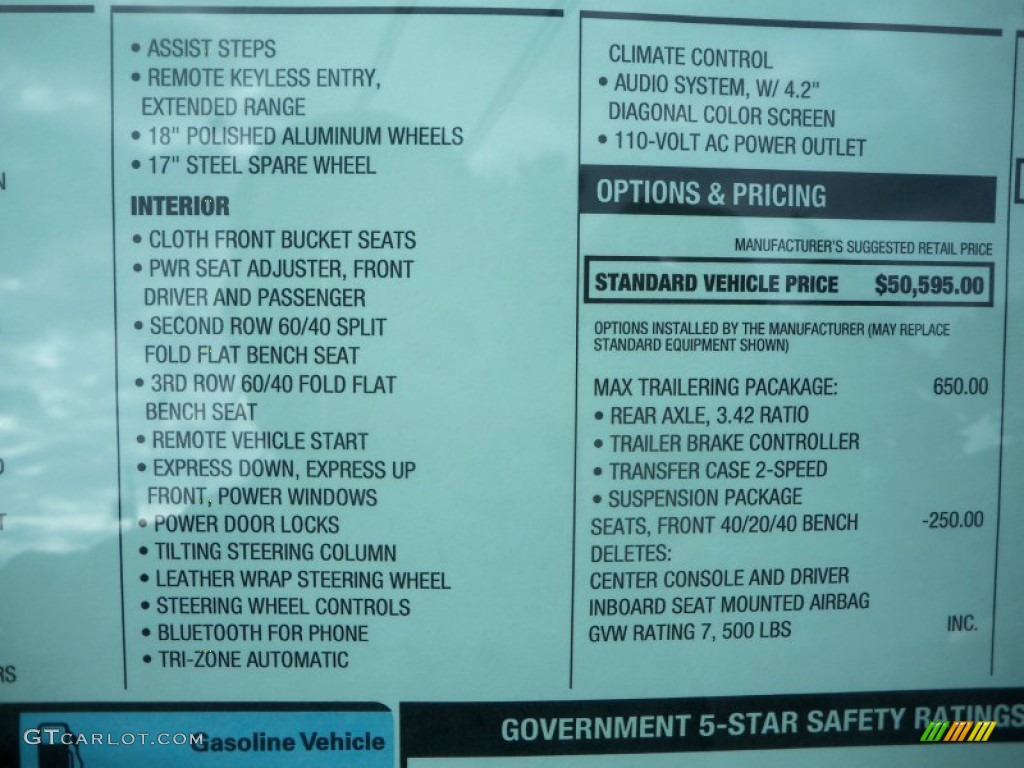 • ASSIST STEPS
• REMOTE KEYLESS ENTRY,
EXTENDED RANGE
• 18" POLISHED ALUMINUM WHEELS
• 17" STEEL SPARE WHEEL
INTERIOR
• CLOTH FRONT BUCKET SEATS
• PWR SEAT ADJUSTER, FRONT
DRIVER AND PASSENGER
• SECOND ROW 60/40 SPLIT
FOLD FLAT BENCH SEAT
• 3RD ROW 60/40 FOLD FLAT
BENCH SEAT
• REMOTE VEHICLE START
• EXPRESS DOWN, EXPRESS UP
FRONT, POWER WINDOWS
• POWER DOOR LOCKS
• TILTING STEERING COLUMN
• LEATHER WRAP STEERING WHEEL
• STEERING WHEEL CONTROLS
• BLUETOOTH FOR PHONE
• TRI-ZONE AUTOMATIC
CLIMATE CONTROL
• AUDIO SYSTEM, W/ 4.2"
DIAGONAL COLOR SCREEN
• 110-VOLT AC POWER OUTLET
OPTIONS & PRICING
MANUFACTURER'S SUGGESTED RETAIL PRICE
STANDARD VEHICLE PRICE $50,595.00
OPTIONS INSTALLED BY THE MANUFACTURER (MAY REPLACE
STANDARD EQUIPMENT SHOWN)
MAX TRAILERING PACAKAGE: 650.00
• REAR AXLE, 3.42 RATIO
• TRAILER BRAKE CONTROLLER
• TRANSFER CASE 2-SPEED
• SUSPENSION PACKAGE
SEATS, FRONT 40/20/40 BENCH -250.00
DELETES:
CENTER CONSOLE AND DRIVER
INBOARD SEAT MOUNTED AIRBAG
GVW RATING 7, 500 LBS INC.
GTCARLOT.COM
Gasoline Vehicle
GOVERNMENT 5-STAR SAFETY RATINGS